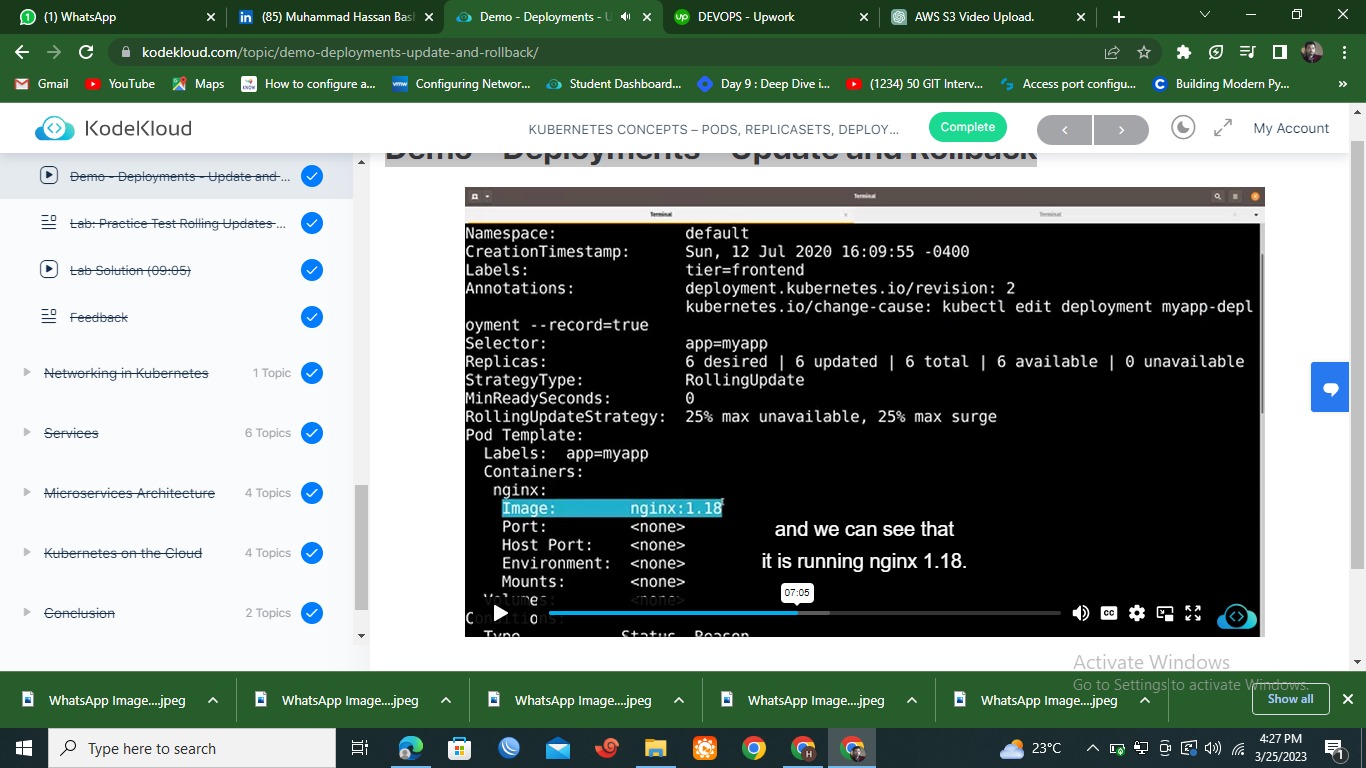 (1) WhatsApp
(85) Muhammad Hassan Bas
Demo - Deployments - U
DEVOPS - Upwork
AWS S3 Video Upload.
kodekloud.com/topic/demo-deployments-update-and-rollback/
Gmail
YouTube
Maps
How to configure a...
Configuring Networ...
Student Dashboard...
Day 9 : Deep Dive i...
(1234) 50 GIT Interv...
Access port configu...
Building Modern Py...
KodeKloud
KUBERNETES CONCEPTS – PODS, REPLICASETS, DEPLOY...
Complete
My Account
Demo - Deployments - Update and Rollback
Demo - Deployments - Update and ...
Lab: Practice Test Rolling Updates ...
Lab Solution (09:05)
Feedback
Networking in Kubernetes 1 Topic
Services 6 Topics
Microservices Architecture 4 Topics
Kubernetes on the Cloud 4 Topics
Conclusion 2 Topics
Terminal
Terminal Terminal
Namespace: default
CreationTimestamp: Sun, 12 Jul 2020 16:09:55 -0400
Labels: tier=frontend
Annotations: deployment.kubernetes.io/revision: 2
kubernetes.io/change-cause: kubectl edit deployment myapp-depl
oyment --record=true
Selector: app=myapp
Replicas: 6 desired | 6 updated | 6 total | 6 available | 0 unavailable
StrategyType: RollingUpdate
MinReadySeconds: 0
RollingUpdateStrategy: 25% max unavailable, 25% max surge
Pod Template:
Labels: app=myapp
Containers:
nginx:
Image: nginx:1.18
Port: <none>
Host Port: <none>
Environment: <none>
Mounts: <none>
Volumes: <none>
Conditions:
Type Status Reason
and we can see that
it is running nginx 1.18.
07:05
CC
Activate Windows
Go to Settings to activate Windows.
WhatsApp Image....jpeg
WhatsApp Image....jpeg
WhatsApp Image....jpeg
WhatsApp Image....jpeg
WhatsApp Image....jpeg
Show all
Type here to search
23°C
4:27 PM
3/25/2023
1